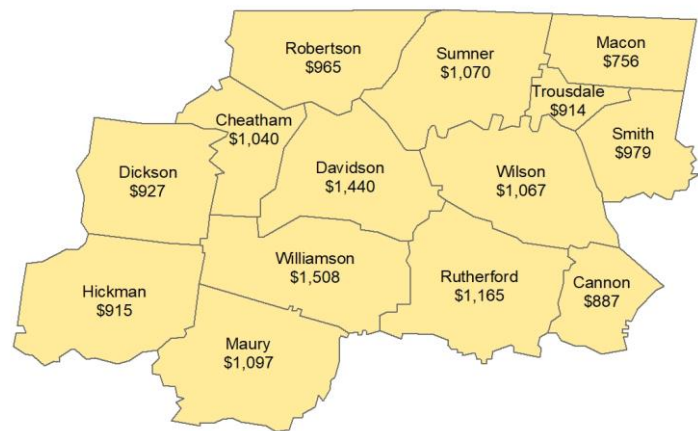 Robertson
$965
Sumner
$1,070
Macon
$756
Trousdale
$914
Cheatham
$1,040
Smith
$979
Dickson
$927
Davidson
$1,440
Wilson
$1,067
Williamson
$1,508
Rutherford
$1,165
Hickman
$915
Cannon
$887
Maury
$1,097